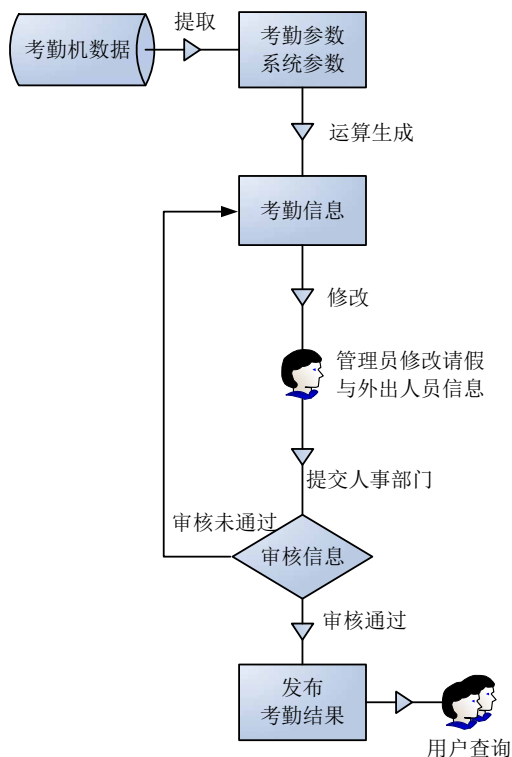 提取
考勤机数据
考勤参数
系统参数
运算生成
考勤信息
修改
管理员修改请假
与外出人员信息
提交人事部门
审核未通过
审核信息
审核通过
发布
考勤结果
用户查询